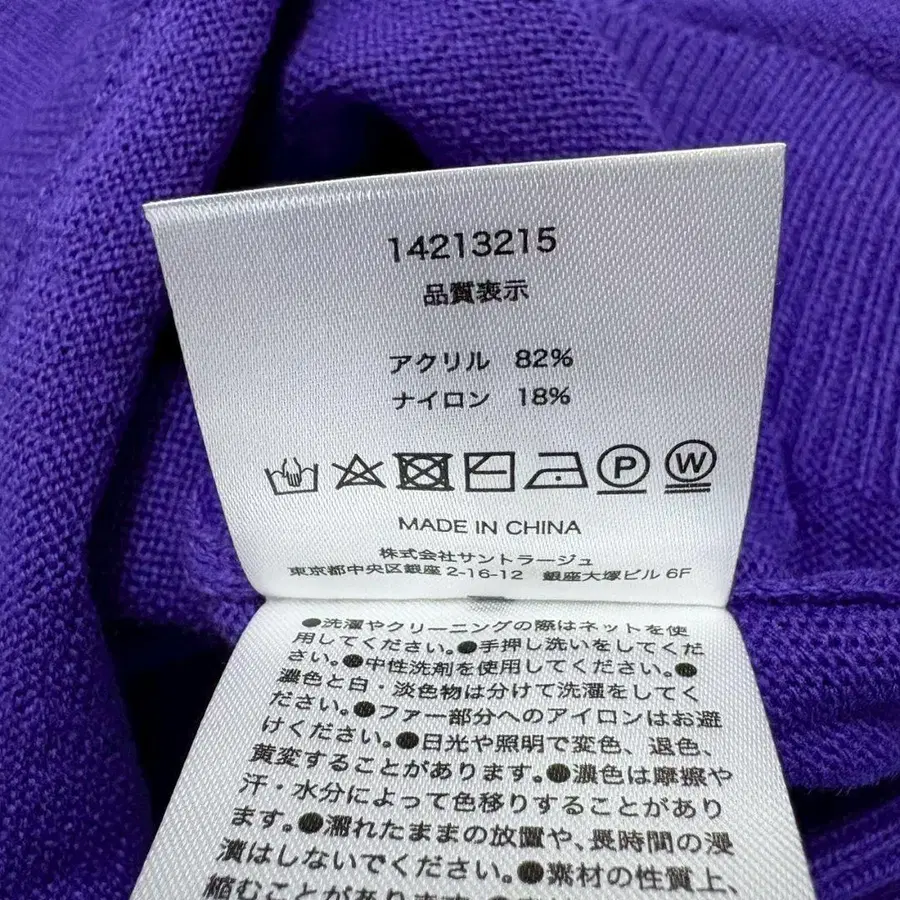 14213215
品質表示
アクリル 82%
ナイロン 18%
P W
MADE IN CHINA
株式会社サントラージュ
東京都中央区銀座 2-16-12 銀座大塚ビル 6F
●洗濯やクリーニングの際はネットを使
用してください。●手押し洗いをしてくだ
さい。●中性洗剤を使用してください。●
濃色と白・淡色物は分けて洗濯をしてく
ださい。●ファー部分へのアイロンはお避
けください。●日光や照明で変色、退色、
黄変することがあります。●濃色は摩擦や
汗・水分によって色移りすることがあり
ます。●濡れたままの放置や、長時間の浸
漬はしないでください。●素材の性質上、
縮むことがあります。